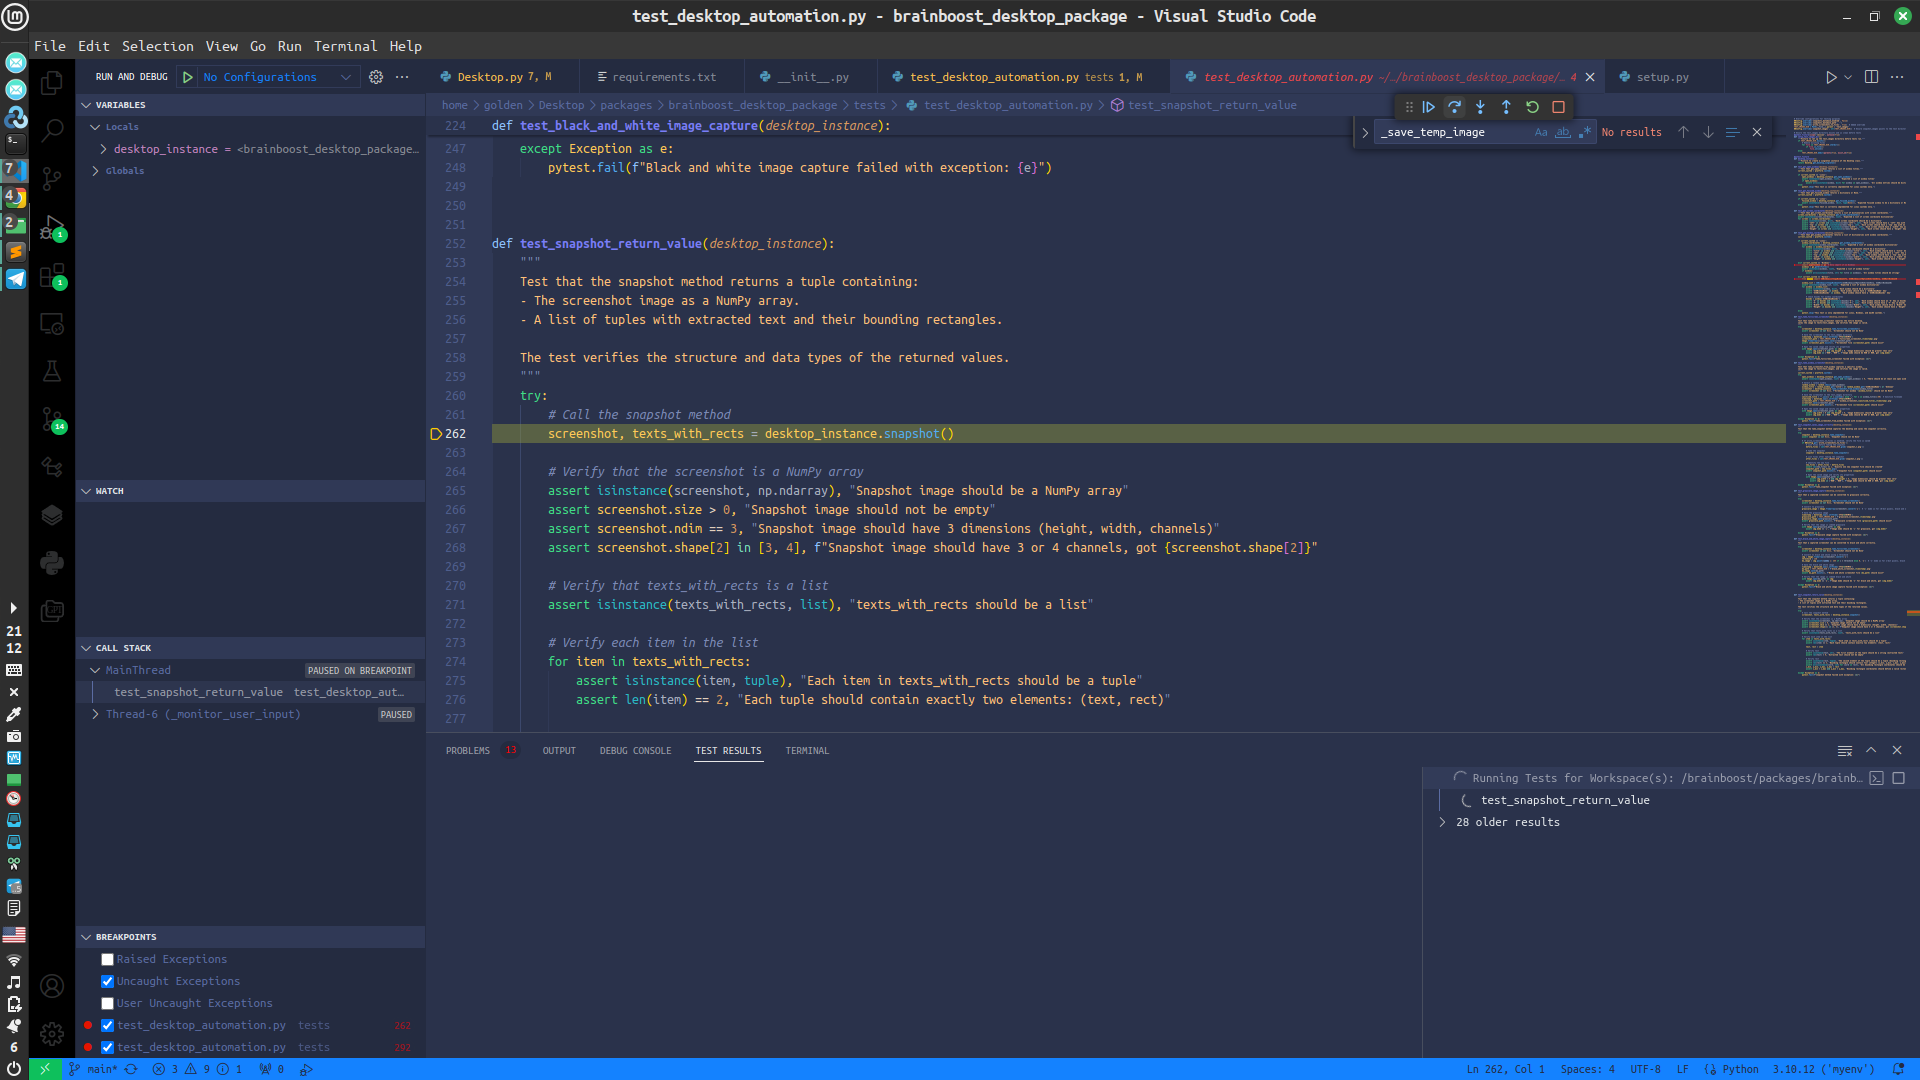 test_desktop_automation.py - brainboost_desktop_package - Visual Studio Code
File Edit Selection View Go Run Terminal Help
RUN AND DEBUG No Configurations
Desktop.py 7, M
requirements.txt
__init__.py
test_desktop_automation.py tests 1, M
test_desktop_automation.py ~/…/brainboost_desktop_package/… 4
setup.py
VARIABLES
Locals
desktop_instance = <brainboost_desktop_package…
Globals
home > golden > Desktop > packages > brainboost_desktop_package > tests > test_desktop_automation.py > test_snapshot_return_value
_save_temp_image Aa ab No results
224 def test_black_and_white_image_capture(desktop_instance):
247 except Exception as e:
248 pytest.fail(f"Black and white image capture failed with exception: {e}")
249
250
251
252 def test_snapshot_return_value(desktop_instance):
253 """
254 Test that the snapshot method returns a tuple containing:
255 - The screenshot image as a NumPy array.
256 - A list of tuples with extracted text and their bounding rectangles.
257
258 The test verifies the structure and data types of the returned values.
259 """
260 try:
261 # Call the snapshot method
262 screenshot, texts_with_rects = desktop_instance.snapshot()
263
264 # Verify that the screenshot is a NumPy array
265 assert isinstance(screenshot, np.ndarray), "Snapshot image should be a NumPy array"
266 assert screenshot.size > 0, "Snapshot image should not be empty"
267 assert screenshot.ndim == 3, "Snapshot image should have 3 dimensions (height, width, channels)"
268 assert screenshot.shape[2] in [3, 4], f"Snapshot image should have 3 or 4 channels, got {screenshot.shape[2]}"
269
270 # Verify that texts_with_rects is a list
271 assert isinstance(texts_with_rects, list), "texts_with_rects should be a list"
272
273 # Verify each item in the list
274 for item in texts_with_rects:
275 assert isinstance(item, tuple), "Each item in texts_with_rects should be a tuple"
276 assert len(item) == 2, "Each tuple should contain exactly two elements: (text, rect)"
277
WATCH
CALL STACK
MainThread PAUSED ON BREAKPOINT
test_snapshot_return_value test_desktop_aut…
Thread-6 (_monitor_user_input) PAUSED
BREAKPOINTS
Raised Exceptions
Uncaught Exceptions
User Uncaught Exceptions
test_desktop_automation.py tests 262
test_desktop_automation.py tests 292
PROBLEMS 13 OUTPUT DEBUG CONSOLE TEST RESULTS TERMINAL
Running Tests for Workspace(s): /brainboost/packages/brainb…
test_snapshot_return_value
28 older results
7
4
2
1
1
14
21
12
6
main* 3 9 1 0
Ln 262, Col 1 Spaces: 4 UTF-8 LF Python 3.10.12 ('myenv')